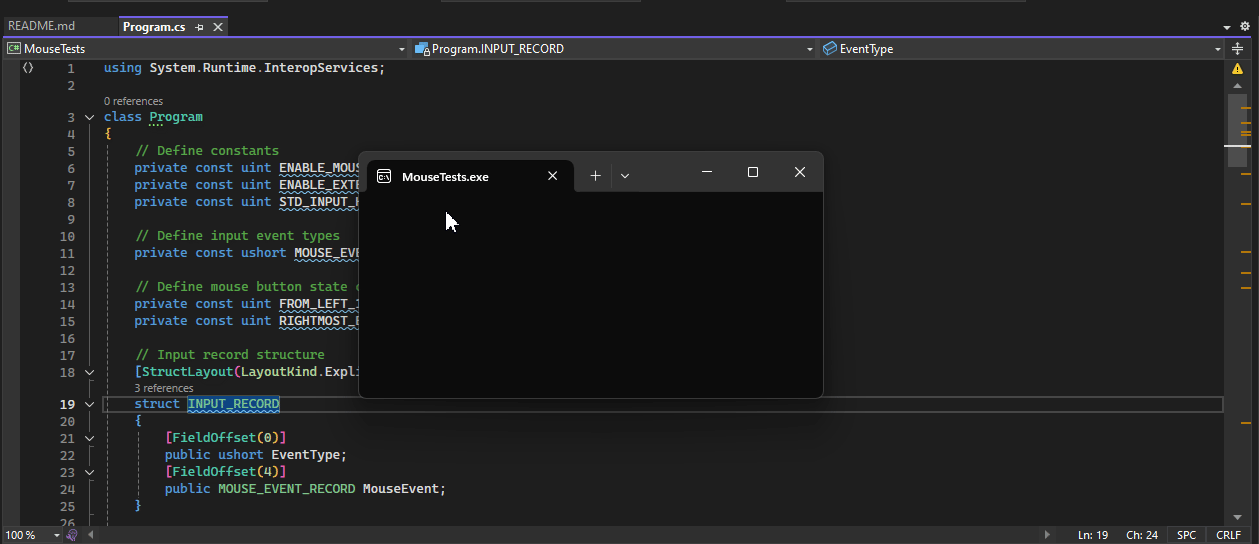 README.md
Program.cs
C# MouseTests
Program.INPUT_RECORD
EventType
1 using System.Runtime.InteropServices;
2
0 references
3 class Program
4 {
5 // Define constants
6 private const uint ENABLE_MOUS
7 private const uint ENABLE_EXTE
8 private const uint STD_INPUT_H
9
10 // Define input event types
11 private const ushort MOUSE_EVE
12
13 // Define mouse button state c
14 private const uint FROM_LEFT_1
15 private const uint RIGHTMOST_B
16
17 // Input record structure
18 [StructLayout(LayoutKind.Expli
3 references
19 struct INPUT_RECORD
20 {
21 [FieldOffset(0)]
22 public ushort EventType;
23 [FieldOffset(4)]
24 public MOUSE_EVENT_RECORD MouseEvent;
25 }
26
MouseTests.exe
100 %
Ln: 19
Ch: 24
SPC
CRLF